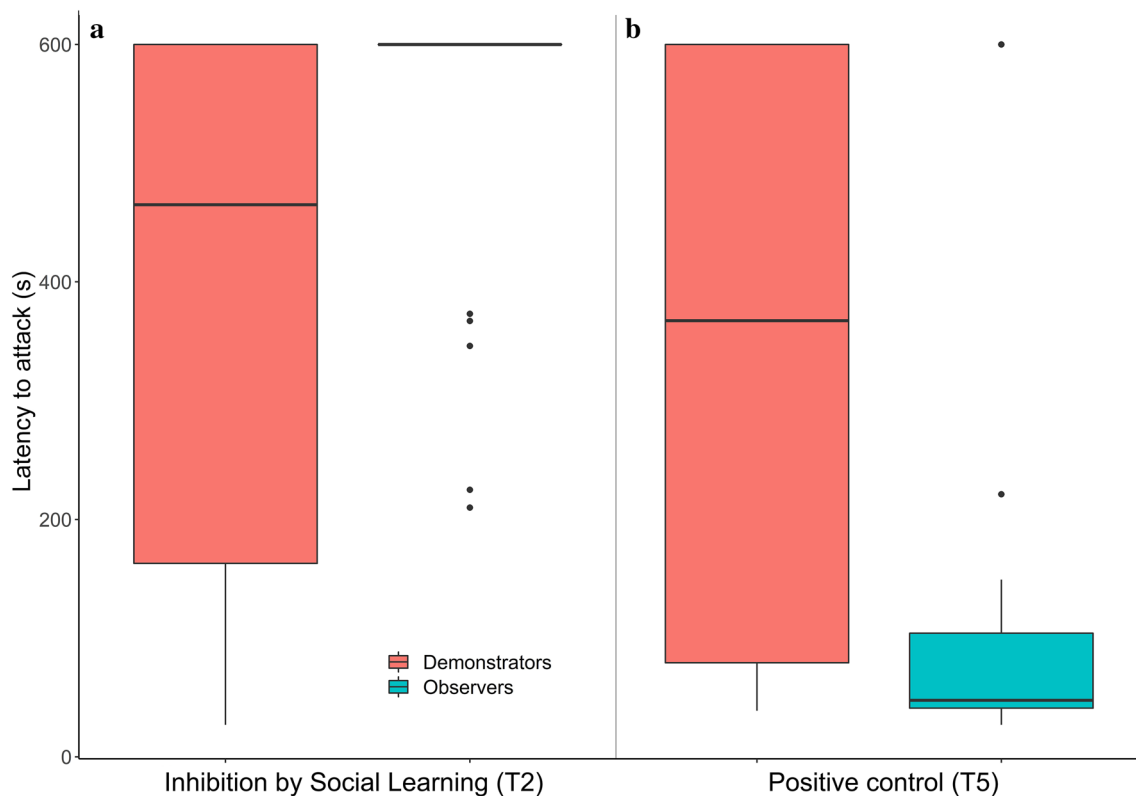 a
b
600
400
200
0
Latency to attack (s)
Demonstrators
Observers
Inhibition by Social Learning (T2)
Positive control (T5)